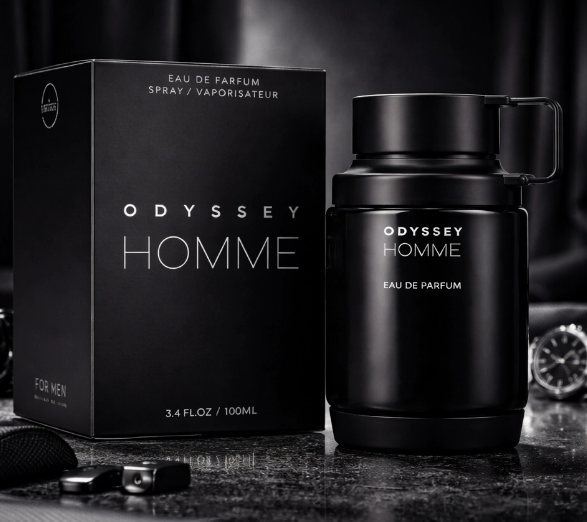 EAU DE PARFUM
SPRAY / VAPORISATEUR
ODYSSEY
HOMME
3.4 FL.OZ / 100ML
FOR MEN
ODYSSEY
HOMME
EAU DE PARFUM